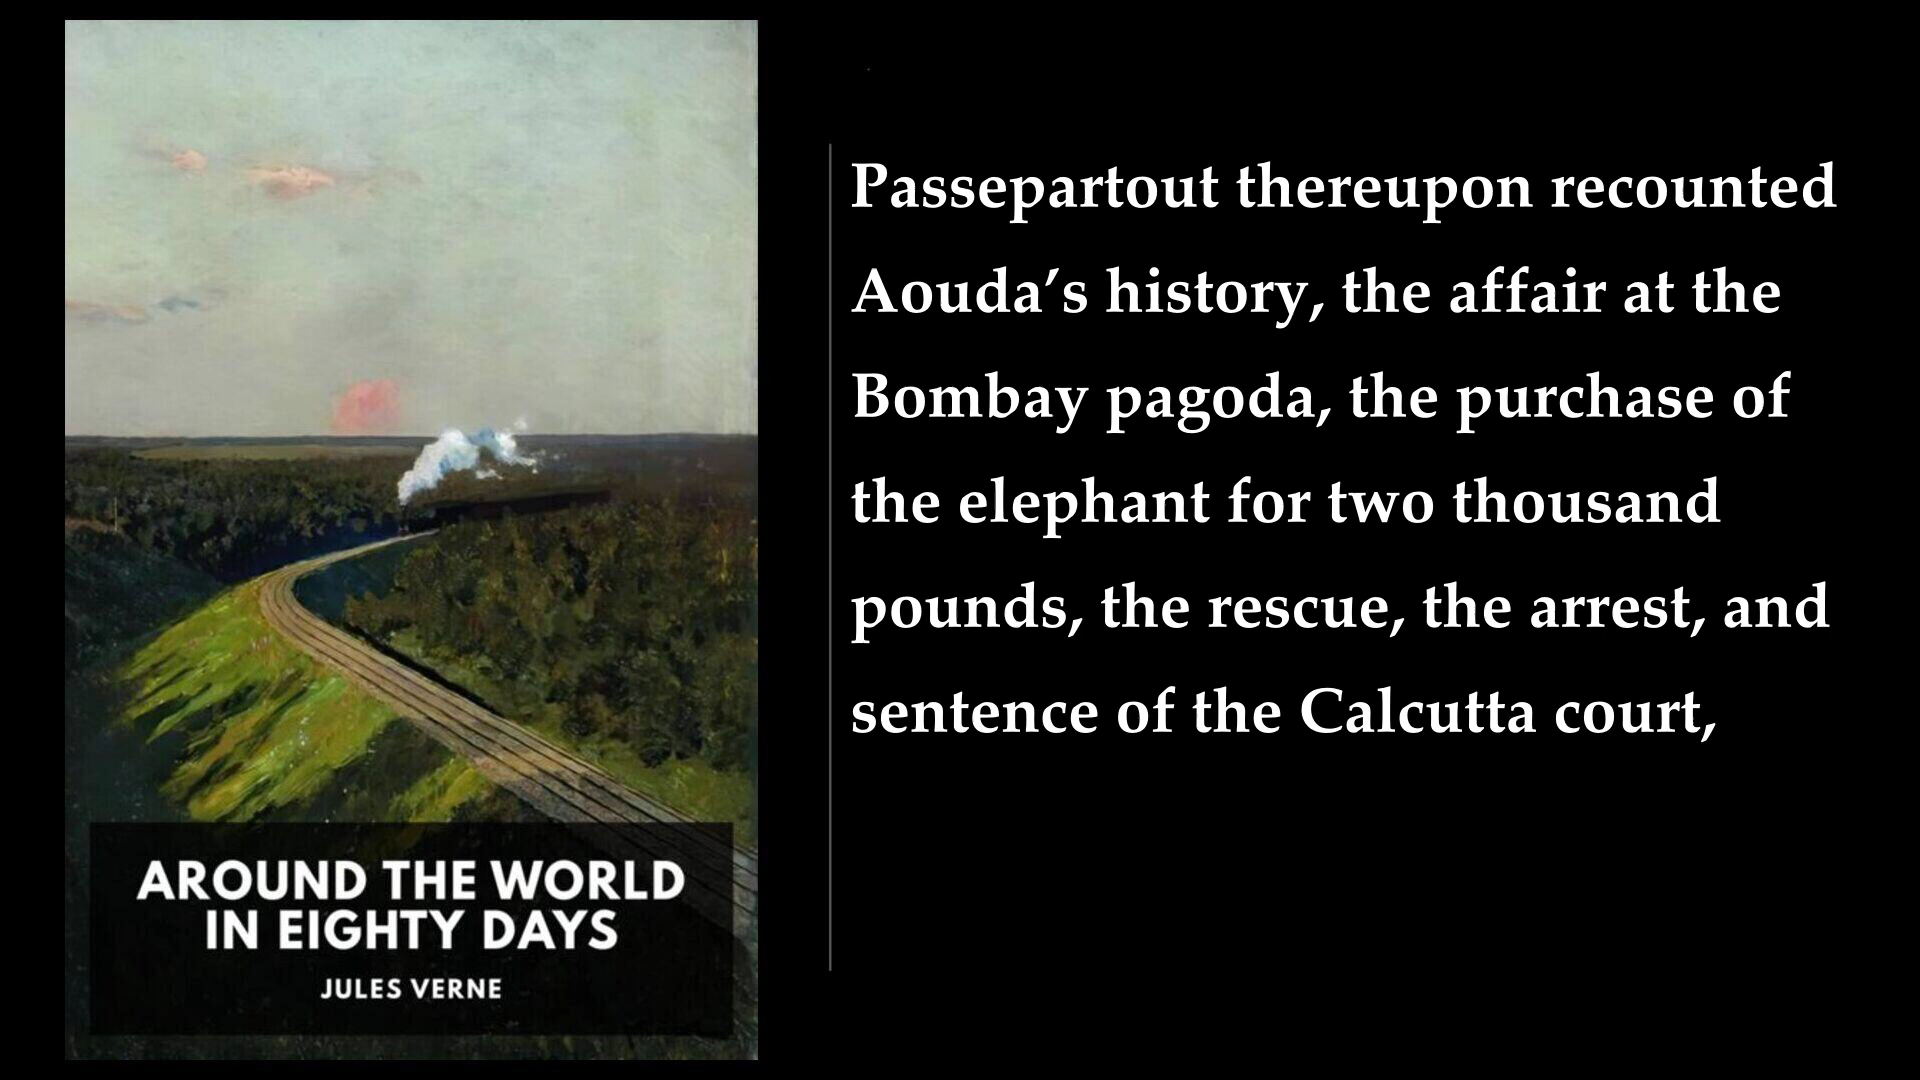 AROUND THE WORLD
IN EIGHTY DAYS
JULES VERNE
Passepartout thereupon recounted
Aouda’s history, the affair at the
Bombay pagoda, the purchase of
the elephant for two thousand
pounds, the rescue, the arrest, and
sentence of the Calcutta court,